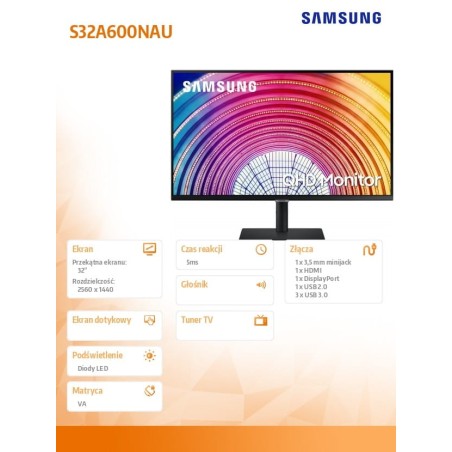 S32A600NAU
SAMSUNG
SAMSUNG
QHD Monitor
Ekran
Przekątna ekranu:
32"
Rozdzielczość:
2560 x 1440
Ekran dotykowy
Podświetlenie
Diody LED
Matryca
VA
Czas reakcji
5ms
Głośnik
Tuner TV
Złącza
1 x 3,5 mm minijack
1 x HDMI
1 x DisplayPort
1 x USB 2.0
3 x USB 3.0